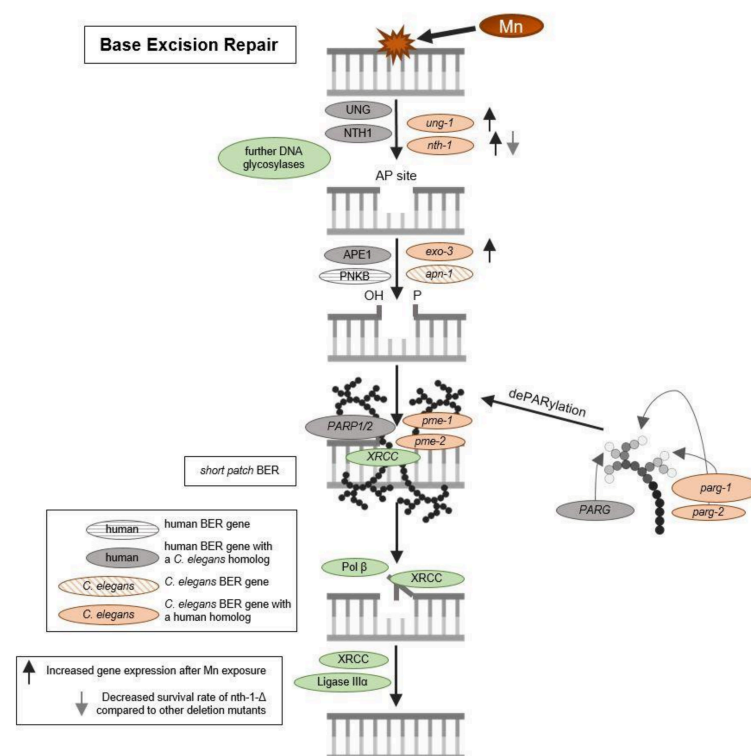 Base Excision Repair
Mn
UNG
NTH1
ung-1
nth-1
further DNA
glycosylases
AP site
APE1
PNKB
exo-3
apn-1
OH P
dePARylation
PARP1/2
pme-1
pme-2
XRCC
short patch BER
PARG
parg-1
parg-2
human
human BER gene
human
human BER gene with
a C. elegans homolog
C. elegans
C. elegans BER gene
C. elegans
C. elegans BER gene with
a human homolog
Pol β
XRCC
XRCC
Ligase IIIα
Increased gene expression after Mn exposure
Decreased survival rate of nth-1-Δ
compared to other deletion mutants